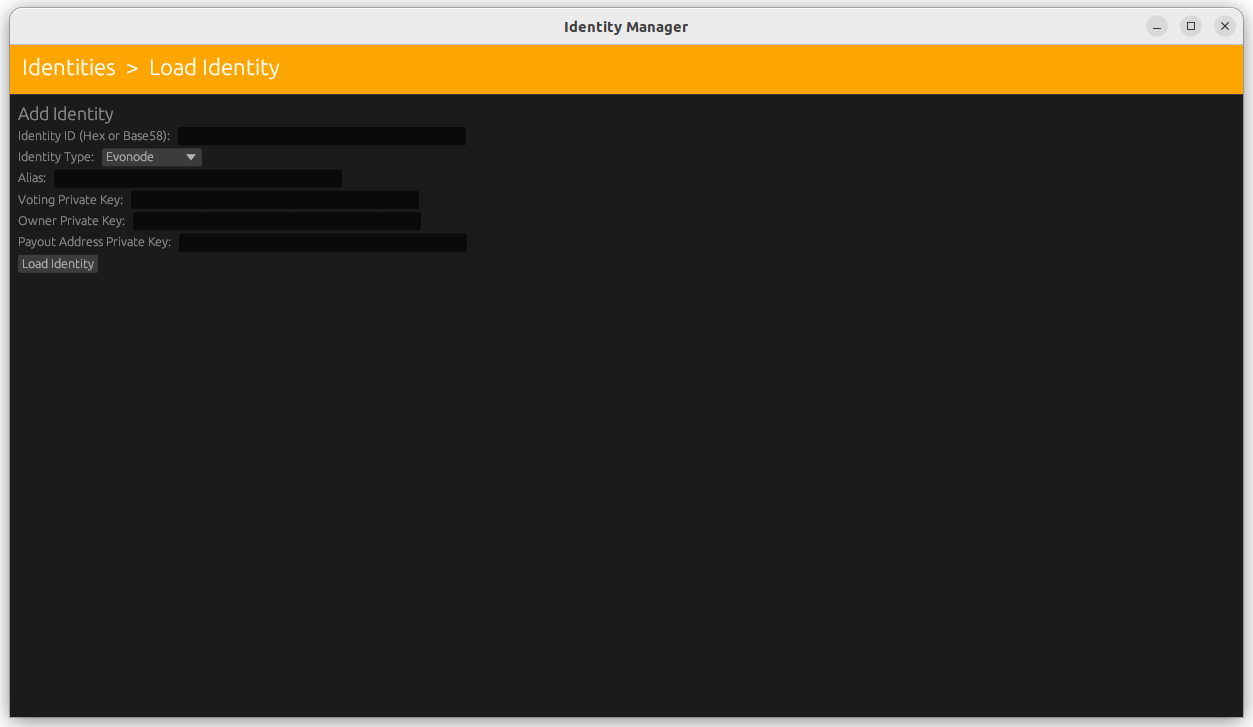 Identity Manager
Identities > Load Identity
Add Identity
Identity ID (Hex or Base58):
Identity Type: Evonode
Alias:
Voting Private Key:
Owner Private Key:
Payout Address Private Key:
Load Identity